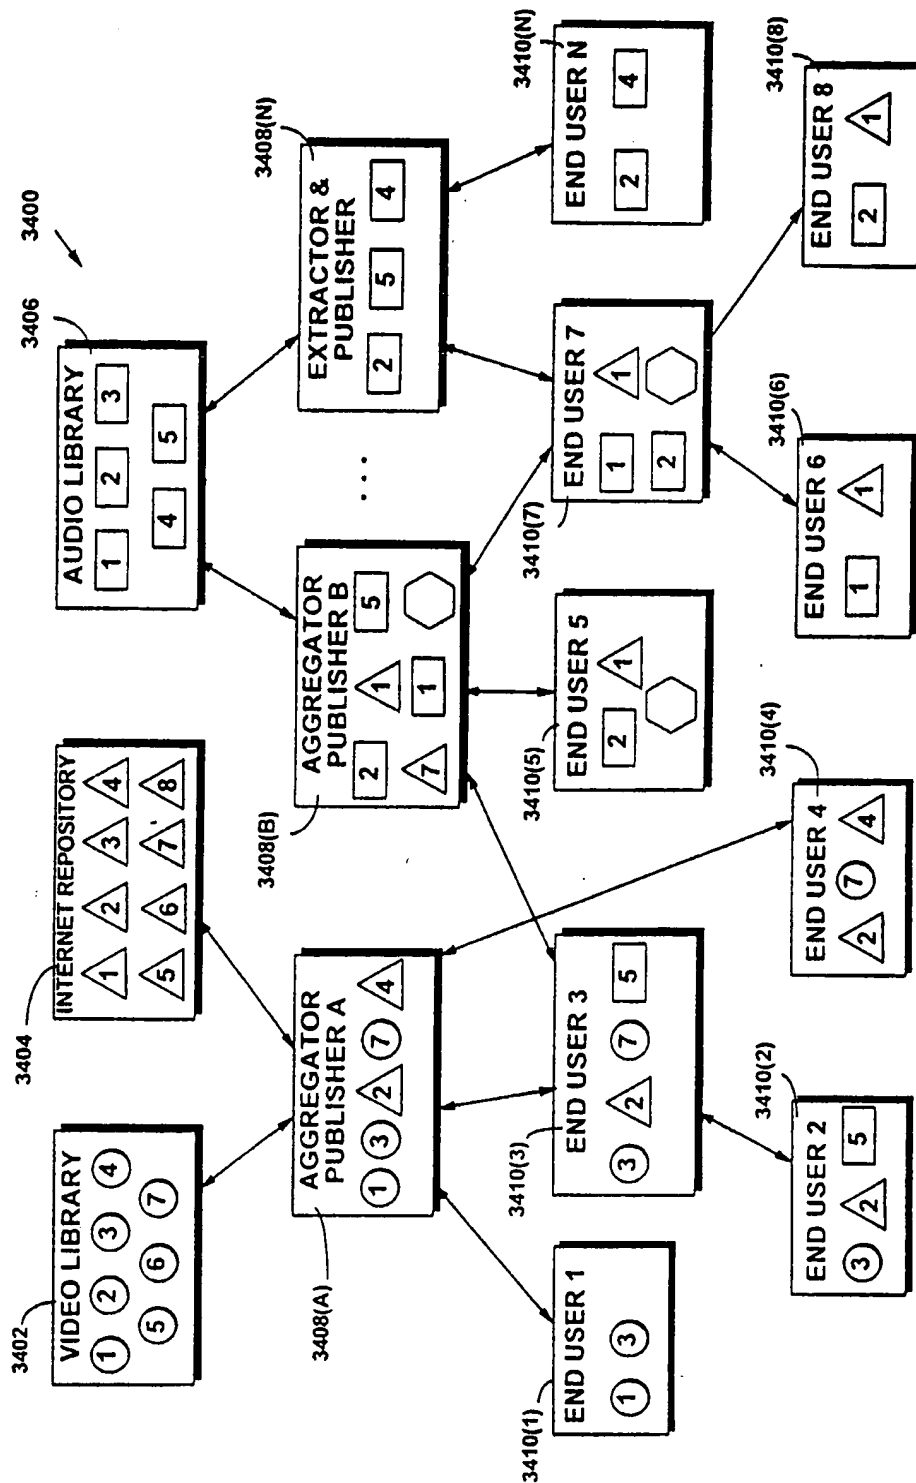 3400
3402
VIDEO LIBRARY
1 2 3 4
5 6 7
3404
INTERNET REPOSITORY
1 2 3 4
5 6 7 8
3406
AUDIO LIBRARY
1 2 3
4 5
3408(A)
AGGREGATOR
PUBLISHER A
1 3 2 7 4
3408(B)
AGGREGATOR
PUBLISHER B
2 1 5
7 1
...
3408(N)
EXTRACTOR &
PUBLISHER
2 5 4
3410(1)
END USER 1
1 3
3410(3)
END USER 3
3 2 7 5
3410(5)
END USER 5
2 1
3410(7)
END USER 7
1 1
2
3410(N)
END USER N
2 4
3410(2)
END USER 2
3 2 5
3410(4)
END USER 4
2 7 4
3410(6)
END USER 6
1 1
3410(8)
END USER 8
2 1